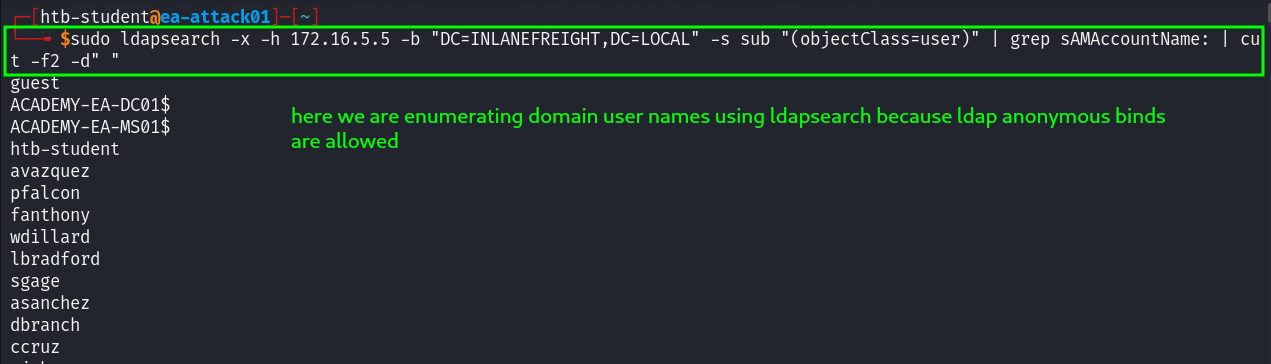 ┌─[htb-student@ea-attack01]─[~]
└──╼ $sudo ldapsearch -x -h 172.16.5.5 -b "DC=INLANEFREIGHT,DC=LOCAL" -s sub "(objectClass=user)" | grep sAMAccountName: | cu
t -f2 -d" "
guest
ACADEMY-EA-DC01$
ACADEMY-EA-MS01$
htb-student
avazquez
pfalcon
fanthony
wdillard
lbradford
sgage
asanchez
dbranch
ccruz
here we are enumerating domain user names using ldapsearch because ldap anonymous binds
are allowed